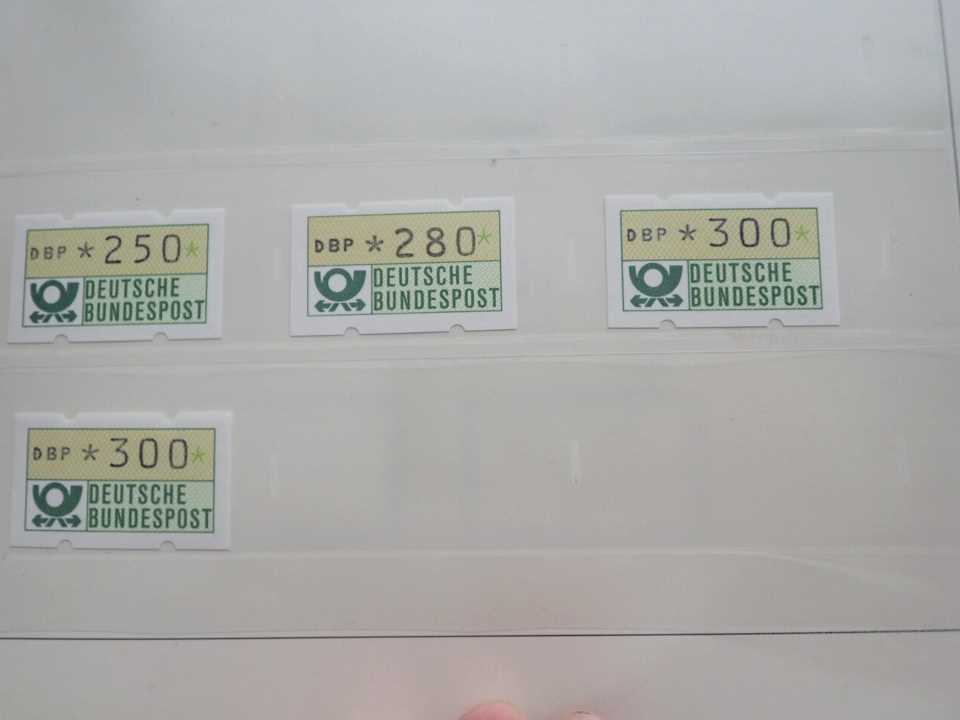 DBP *250*
DEUTSCHE
BUNDESPOST
DBP *280*
DEUTSCHE
BUNDESPOST
DBP *300*
DEUTSCHE
BUNDESPOST
DBP *300*
DEUTSCHE
BUNDESPOST